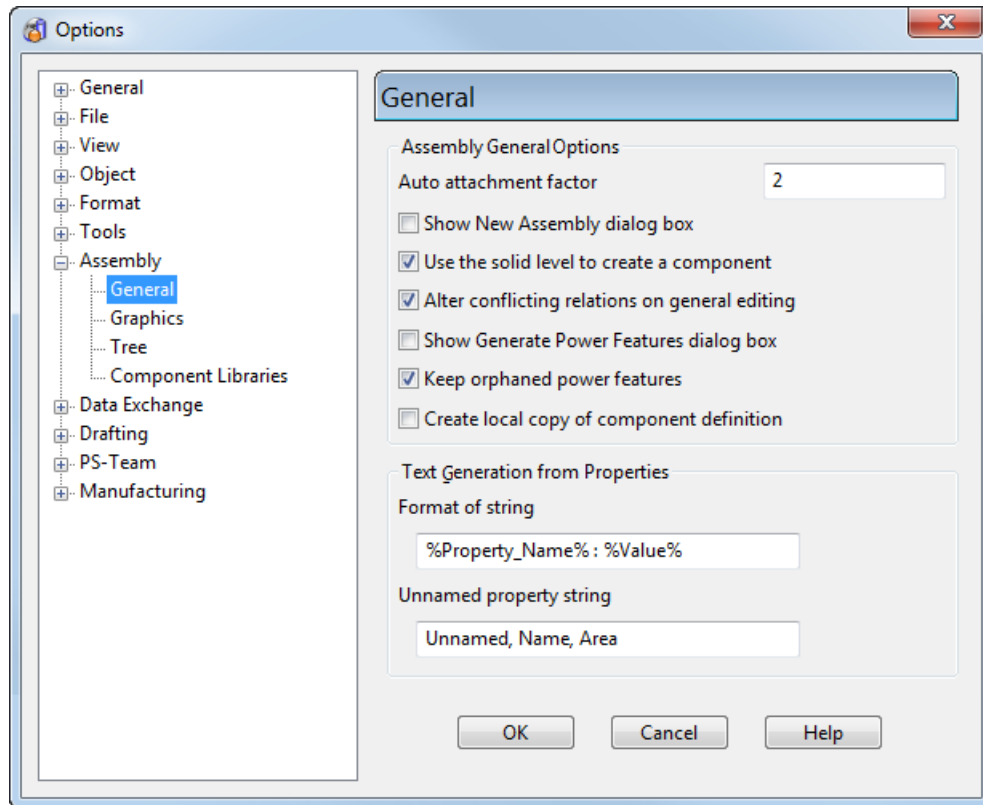 Options
General
File
View
Object
Format
Tools
Assembly
General
Graphics
Tree
Component Libraries
Data Exchange
Drafting
PS-Team
Manufacturing
General
Assembly General Options
Auto attachment factor 2
Show New Assembly dialog box
Use the solid level to create a component
Alter conflicting relations on general editing
Show Generate Power Features dialog box
Keep orphaned power features
Create local copy of component definition
Text Generation from Properties
Format of string
%Property_Name% : %Value%
Unnamed property string
Unnamed, Name, Area
OK Cancel Help